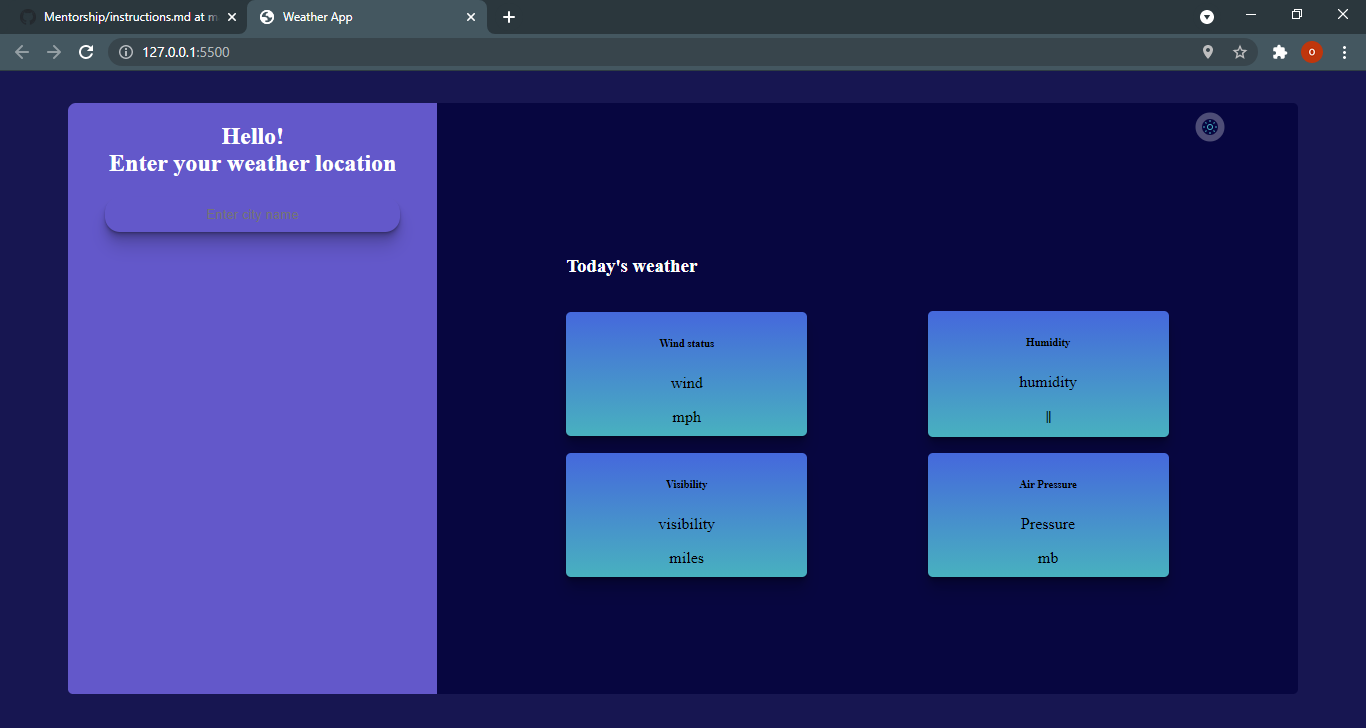 Mentorship/instructions.md at m
Weather App
127.0.0.1:5500
O
Hello!
Enter your weather location
Enter city name
Today's weather
Wind status
wind
mph
Humidity
humidity
||
Visibility
visibility
miles
Air Pressure
Pressure
mb